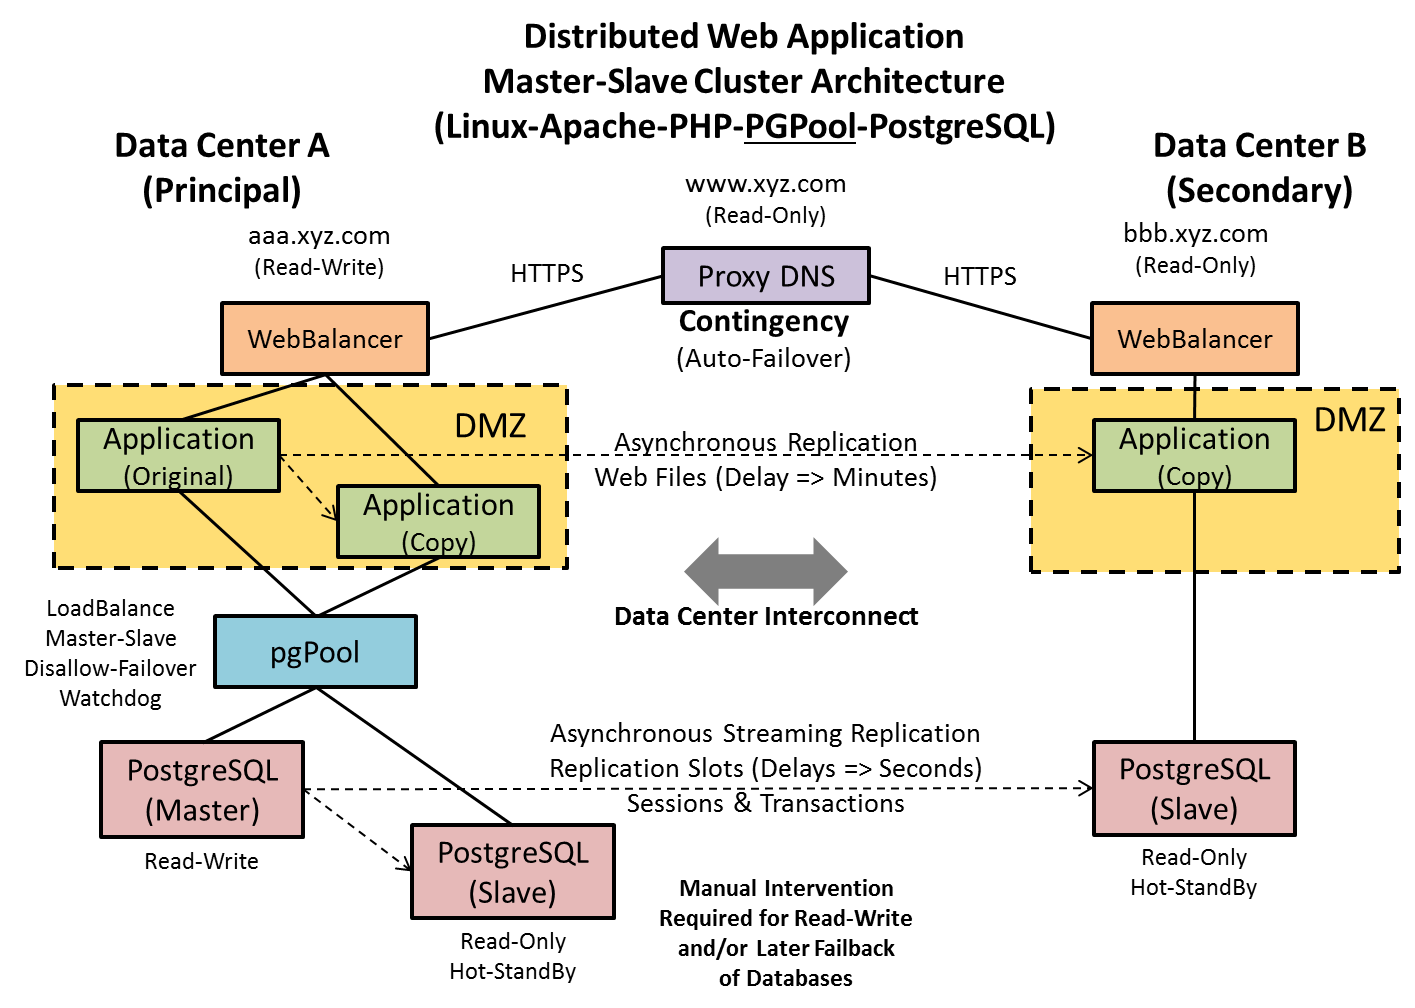 Distributed Web Application
Master-Slave Cluster Architecture
(Linux-Apache-PHP-PGPool-PostgreSQL)
Data Center A
(Principal)
Data Center B
(Secondary)
www.xyz.com
(Read-Only)
aaa.xyz.com
(Read-Write)
bbb.xyz.com
(Read-Only)
HTTPS
Proxy DNS
HTTPS
Contingency
(Auto-Failover)
WebBalancer
WebBalancer
DMZ
DMZ
Application
(Original)
Asynchronous Replication
Web Files (Delay => Minutes)
Application
(Copy)
Application
(Copy)
Data Center Interconnect
LoadBalance
Master-Slave
Disallow-Failover
Watchdog
pgPool
Asynchronous Streaming Replication
Replication Slots (Delays => Seconds)
Sessions & Transactions
PostgreSQL
(Master)
Read-Write
PostgreSQL
(Slave)
Read-Only
Hot-StandBy
PostgreSQL
(Slave)
Read-Only
Hot-StandBy
Manual Intervention
Required for Read-Write
and/or Later Failback
of Databases